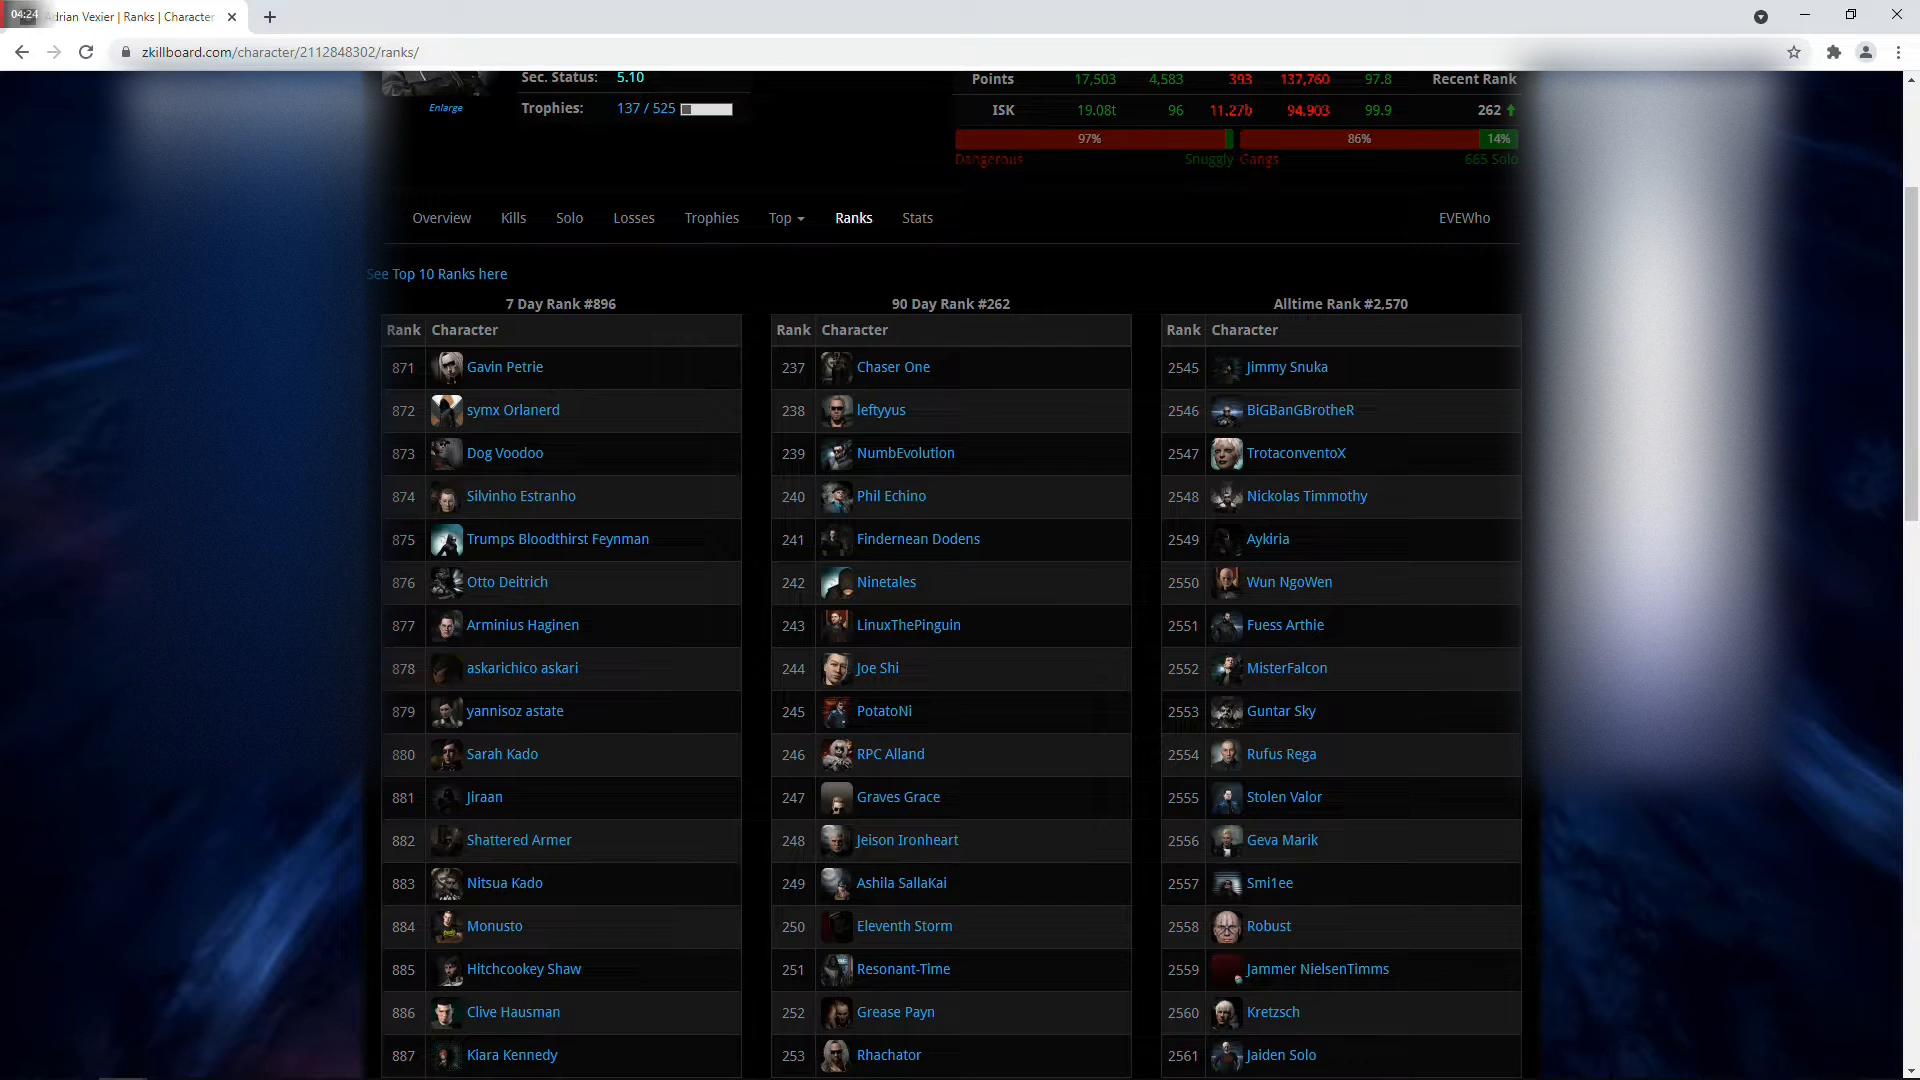 04:24
drian Vexier | Ranks | Character
zkillboard.com/character/2112848302/ranks/
Enlarge
Sec. Status: 5.10
Trophies: 137 / 525
Points 17,503 4,583 393 137,760 97.8 Recent Rank
ISK 19.08t 96 11.27b 94.903 99.9 262
97% 86% 14%
Dangerous Snuggly Gangs 665 Solo
Overview Kills Solo Losses Trophies Top Ranks Stats EVEWho
See Top 10 Ranks here
7 Day Rank #896 90 Day Rank #262 Alltime Rank #2,570
Rank Character Rank Character Rank Character
871 Gavin Petrie 237 Chaser One 2545 Jimmy Snuka
872 symx Orlanerd 238 leftyyus 2546 BiGBanGBrotheR
873 Dog Voodoo 239 NumbEvolution 2547 TrotaconventoX
874 Silvinho Estranho 240 Phil Echino 2548 Nickolas Timmothy
875 Trumps Bloodthirst Feynman 241 Findernean Dodens 2549 Aykiria
876 Otto Deitrich 242 Ninetales 2550 Wun NgoWen
877 Arminius Haginen 243 LinuxThePinguin 2551 Fuess Arthie
878 askarichico askari 244 Joe Shi 2552 MisterFalcon
879 yannisoz astate 245 PotatoNi 2553 Guntar Sky
880 Sarah Kado 246 RPC Alland 2554 Rufus Rega
881 Jiraan 247 Graves Grace 2555 Stolen Valor
882 Shattered Armer 248 Jeison Ironheart 2556 Geva Marik
883 Nitsua Kado 249 Ashila SallaKai 2557 Smi1ee
884 Monusto 250 Eleventh Storm 2558 Robust
885 Hitchcookey Shaw 251 Resonant-Time 2559 Jammer NielsenTimms
886 Clive Hausman 252 Grease Payn 2560 Kretzsch
887 Kiara Kennedy 253 Rhachator 2561 Jaiden Solo